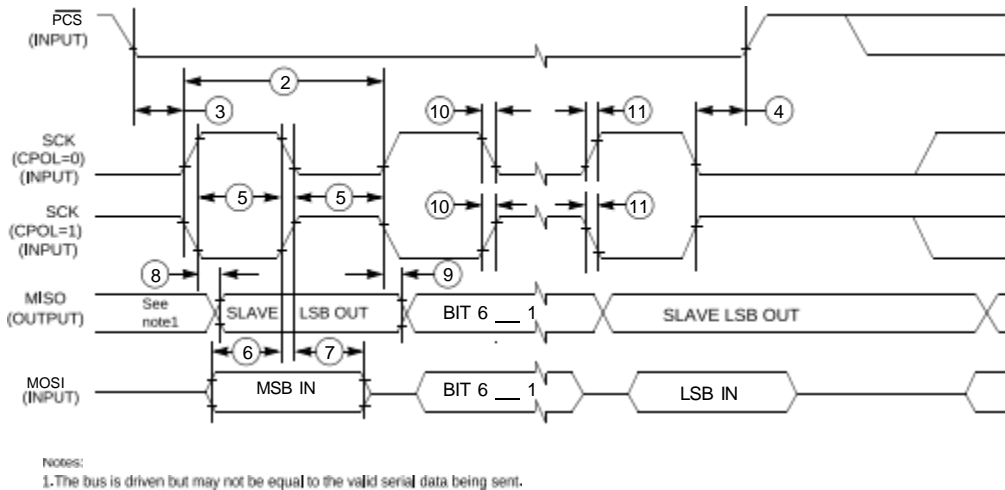 PCS
(INPUT)
2
3
10
11
4
SCK
(CPOL=0)
(INPUT)
5
5
SCK
(CPOL=1)
(INPUT)
10
11
8
9
MISO
(OUTPUT)
See
note1
SLAVE
LSB OUT
BIT 6 __ 1
SLAVE LSB OUT
6
7
MOSI
(INPUT)
MSB IN
BIT 6 __ 1
LSB IN
Notes:
1.The bus is driven but may not be equal to the valid serial data being sent.